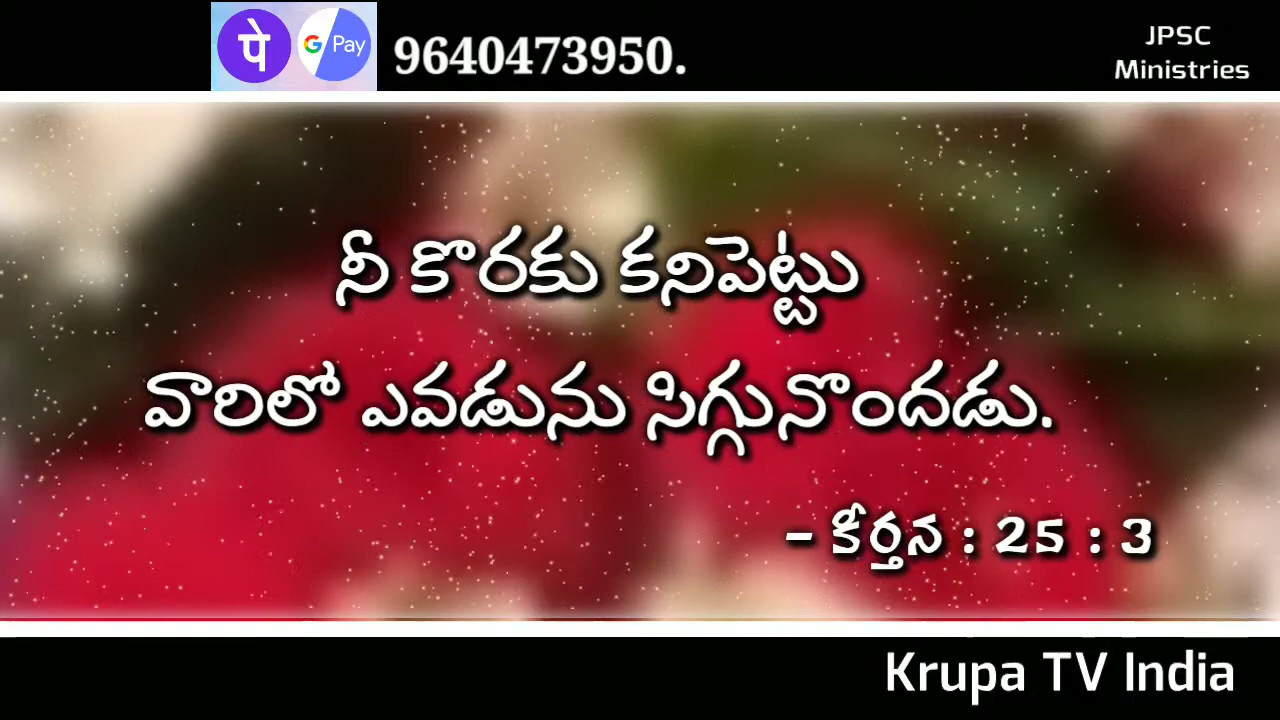 पे G Pay 9640473950.
JPSC
Ministries
నీ కొరకు కనిపెట్టు
వారిలో ఎవడును సిగ్గునొందడు.
- కీర్తన : 25 : 3
Krupa TV India